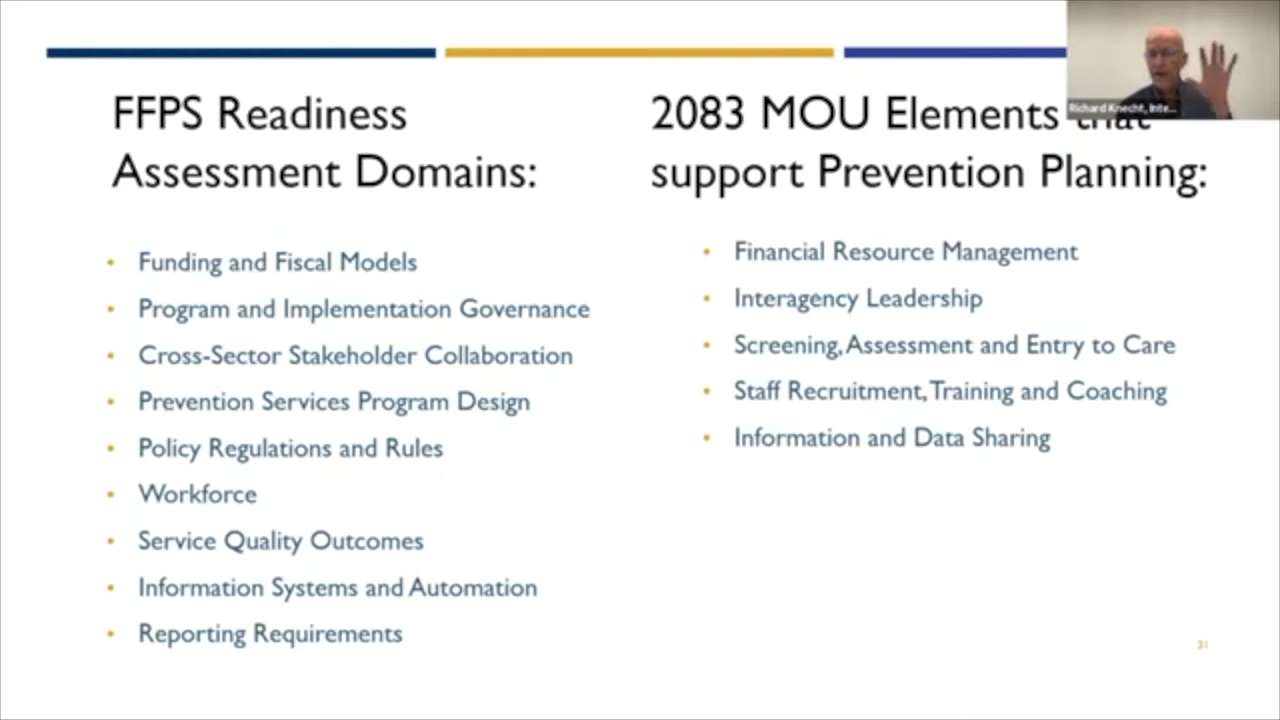 FFPS Readiness
Assessment Domains:
Funding and Fiscal Models
Program and Implementation Governance
Cross-Sector Stakeholder Collaboration
Prevention Services Program Design
Policy Regulations and Rules
Workforce
Service Quality Outcomes
Information Systems and Automation
Reporting Requirements
2083 MOU Elements that
support Prevention Planning:
Financial Resource Management
Interagency Leadership
Screening, Assessment and Entry to Care
Staff Recruitment, Training and Coaching
Information and Data Sharing
Richard Knecht, Inte...
31